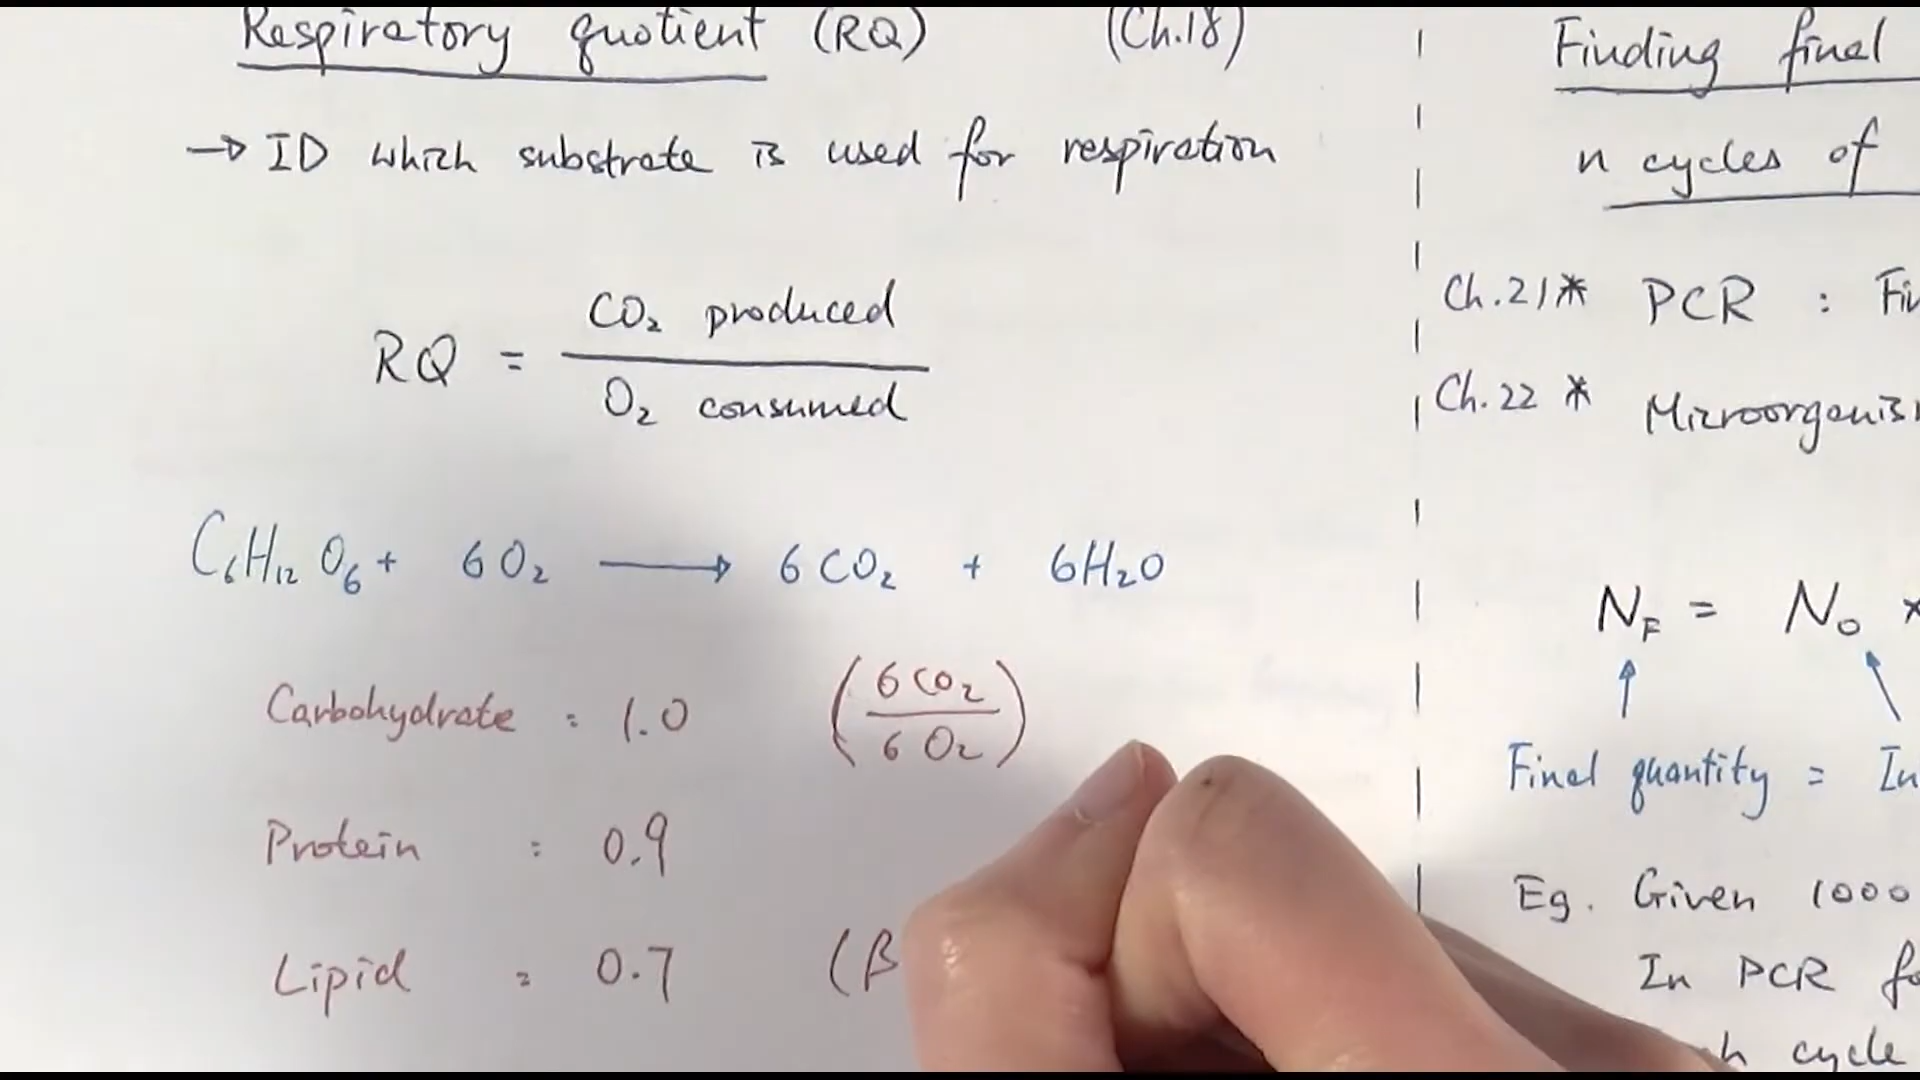 Respiratory quotient (RQ) (Ch.18)
→ ID which substrate is used for respiration
RQ = CO₂ produced
O₂ consumed
C₆H₁₂O₆ + 6O₂ → 6CO₂ + 6H₂O
Carbohydrate : 1.0 (6CO₂
6O₂)
Protein : 0.9
Lipid : 0.7 (β
Finding final
n cycles of
Ch.21* PCR :
Ch.22 *
N_F = N₀
Final quantity =
Eg. Given 1000
In PCR
cycle